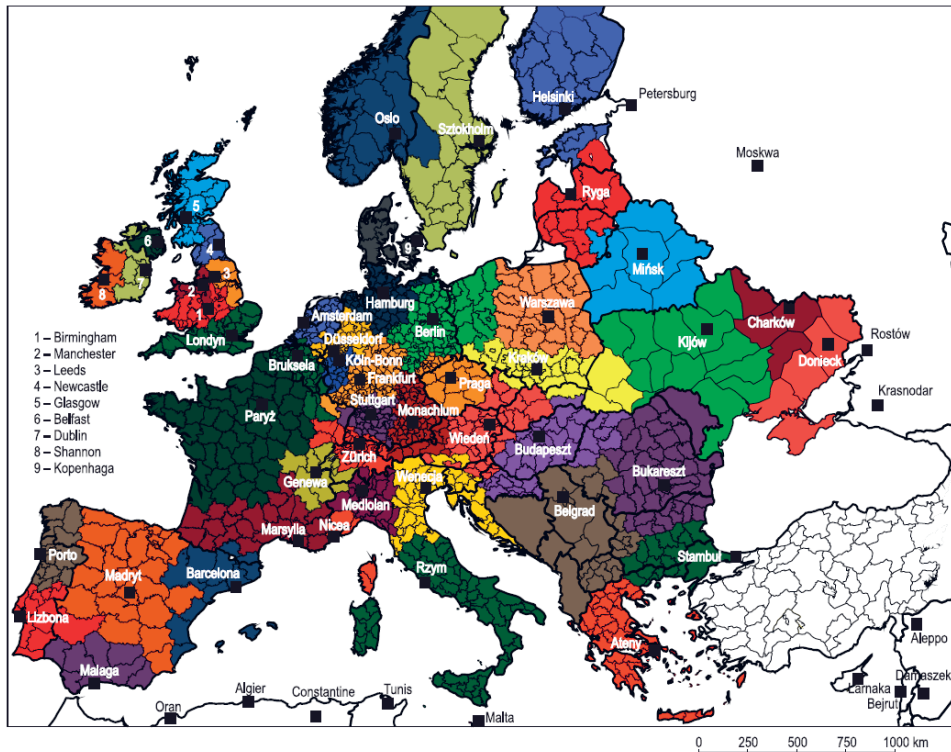 Helsinki
Petersburg
Oslo
Sztokholm
Moskwa
Ryga
5
9
6
4
Mińsk
7
3
8
2
Hamburg
Warszawa
1
Amsterdam
Berlin
Charków
Londyn
Düsseldorf
Kijów
Rostów
1 – Birmingham
Bruksela
Köln-Bonn
Kraków
Donieck
2 – Manchester
Frankfurt
Praga
3 – Leeds
Krasnodar
4 – Newcastle
Stuttgart
5 – Glasgow
Paryż
Monachium
6 – Belfast
Wiedeń
7 – Dublin
Budapeszt
8 – Shannon
Zürich
9 – Kopenhaga
Genewa
Wenecja
Bukareszt
Mediolan
Belgrad
Marsylia
Nicea
Porto
Stambuł
Rzym
Madryt
Barcelona
Lizbona
Aleppo
Ateny
Malaga
Damaszek
Larnaka
Algier
Constantine
Tunis
Bejrut
Oran
Malta
0 250 500 750 1000 km